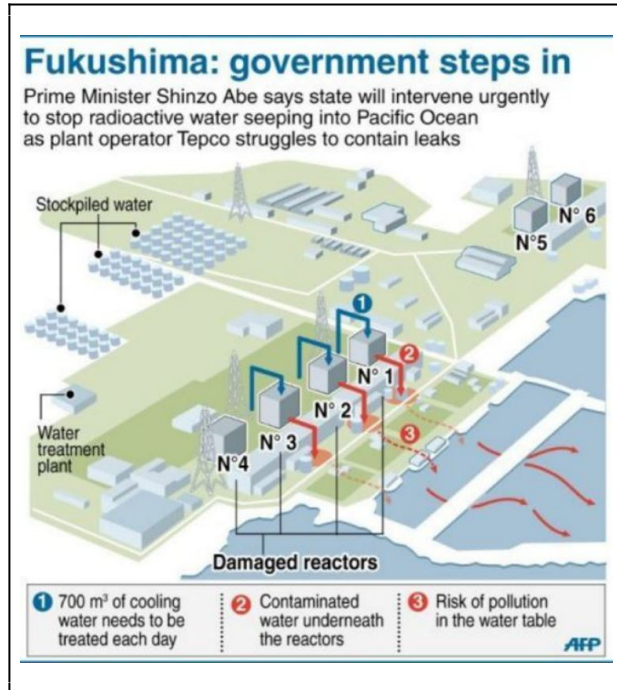 Fukushima: government steps in
Prime Minister Shinzo Abe says state will intervene urgently
to stop radioactive water seeping into Pacific Ocean
as plant operator Tepco struggles to contain leaks
Stockpiled water
N° 6
N°5
1
2
N° 1
N° 2
3
N° 3
N°4
Water
treatment
plant
Damaged reactors
1 700 m³ of cooling
water needs to be
treated each day
2 Contaminated
water underneath
the reactors
3 Risk of pollution
in the water table
AFP